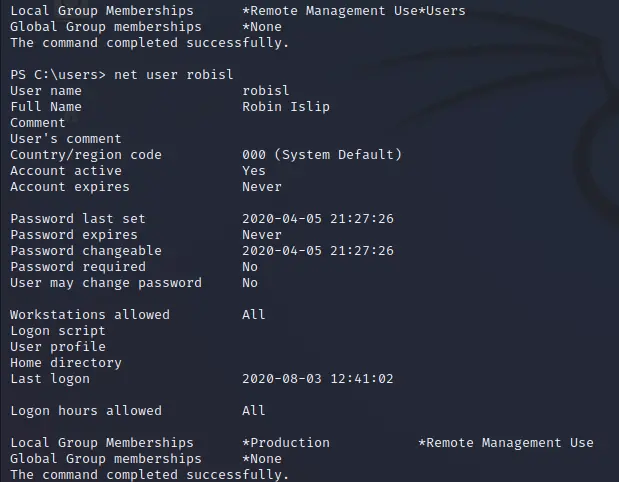 Local Group Memberships      *Remote Management Use*Users
Global Group memberships     *None
The command completed successfully.
PS C:\users> net user robisl
User name                    robisl
Full Name                    Robin Islip
Comment
User's comment
Country/region code          000 (System Default)
Account active               Yes
Account expires              Never
Password last set            2020-04-05 21:27:26
Password expires             Never
Password changeable          2020-04-05 21:27:26
Password required            No
User may change password     No
Workstations allowed         All
Logon script
User profile
Home directory
Last logon                   2020-08-03 12:41:02
Logon hours allowed          All
Local Group Memberships      *Production           *Remote Management Use
Global Group memberships     *None
The command completed successfully.